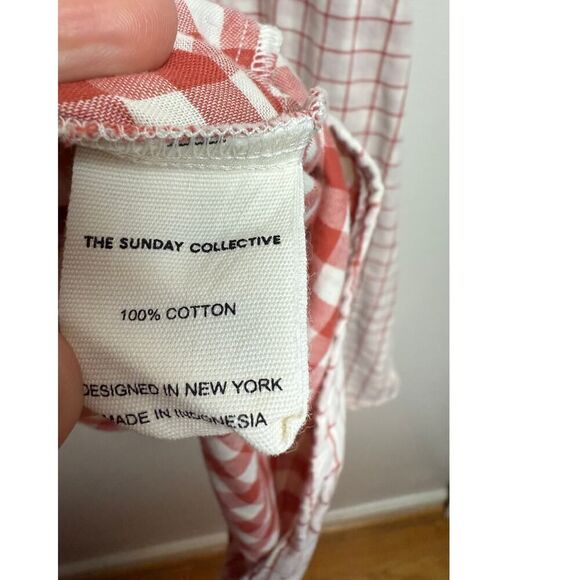 THE SUNDAY COLLECTIVE
100% COTTON
DESIGNED IN NEW YORK
MADE IN INDONESIA